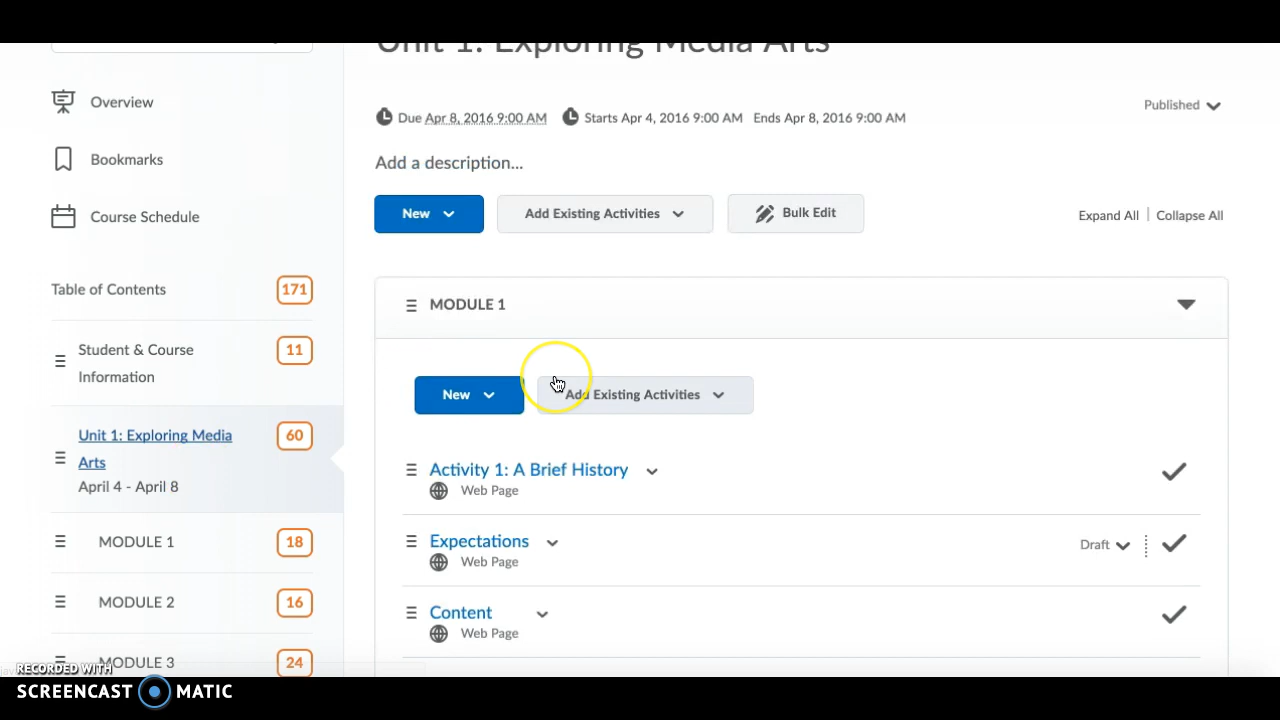 Unit 1: Exploring Media Arts
Overview
Due Apr 8, 2016 9:00 AM Starts Apr 4, 2016 9:00 AM Ends Apr 8, 2016 9:00 AM
Published
Bookmarks
Add a description...
Course Schedule
New
Add Existing Activities
Bulk Edit
Expand All
Collapse All
Table of Contents 171
Student & Course
Information
11
Unit 1: Exploring Media
Arts
60
April 4 - April 8
MODULE 1 18
MODULE 2 16
MODULE 3 24
MODULE 1
New
Add Existing Activities
Activity 1: A Brief History
Web Page
Expectations
Web Page
Draft
Content
Web Page
RECORDED WITH
SCREENCAST MATIC